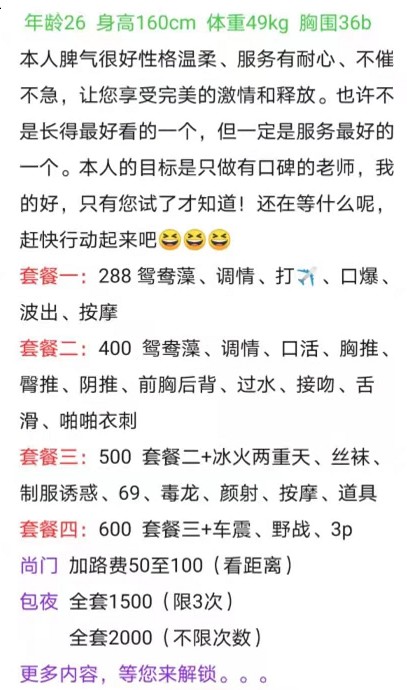 年龄26 身高160cm 体重49kg 胸围36b
本人脾气很好性格温柔、服务有耐心、不催
不急，让您享受完美的激情和释放。也许不
是长得最好看的一个，但一定是服务最好的
一个。本人的目标是只做有口碑的老师，我
的好，只有您试了才知道！还在等什么呢，
赶快行动起来吧😆😆😆
套餐一：288 鸳鸯藻、调情、打✈️、口爆、
波出、按摩
套餐二：400 鸳鸯藻、调情、口活、胸推、
臀推、阴推、前胸后背、过水、接吻、舌
滑、啪啪衣刺
套餐三：500 套餐二+冰火两重天、丝袜、
制服诱惑、69、毒龙、颜射、按摩、道具
套餐四：600 套餐三+车震、野战、3p
尚门 加路费50至100（看距离）
包夜 全套1500（限3次）
全套2000（不限次数）
更多内容，等您来解锁。。。